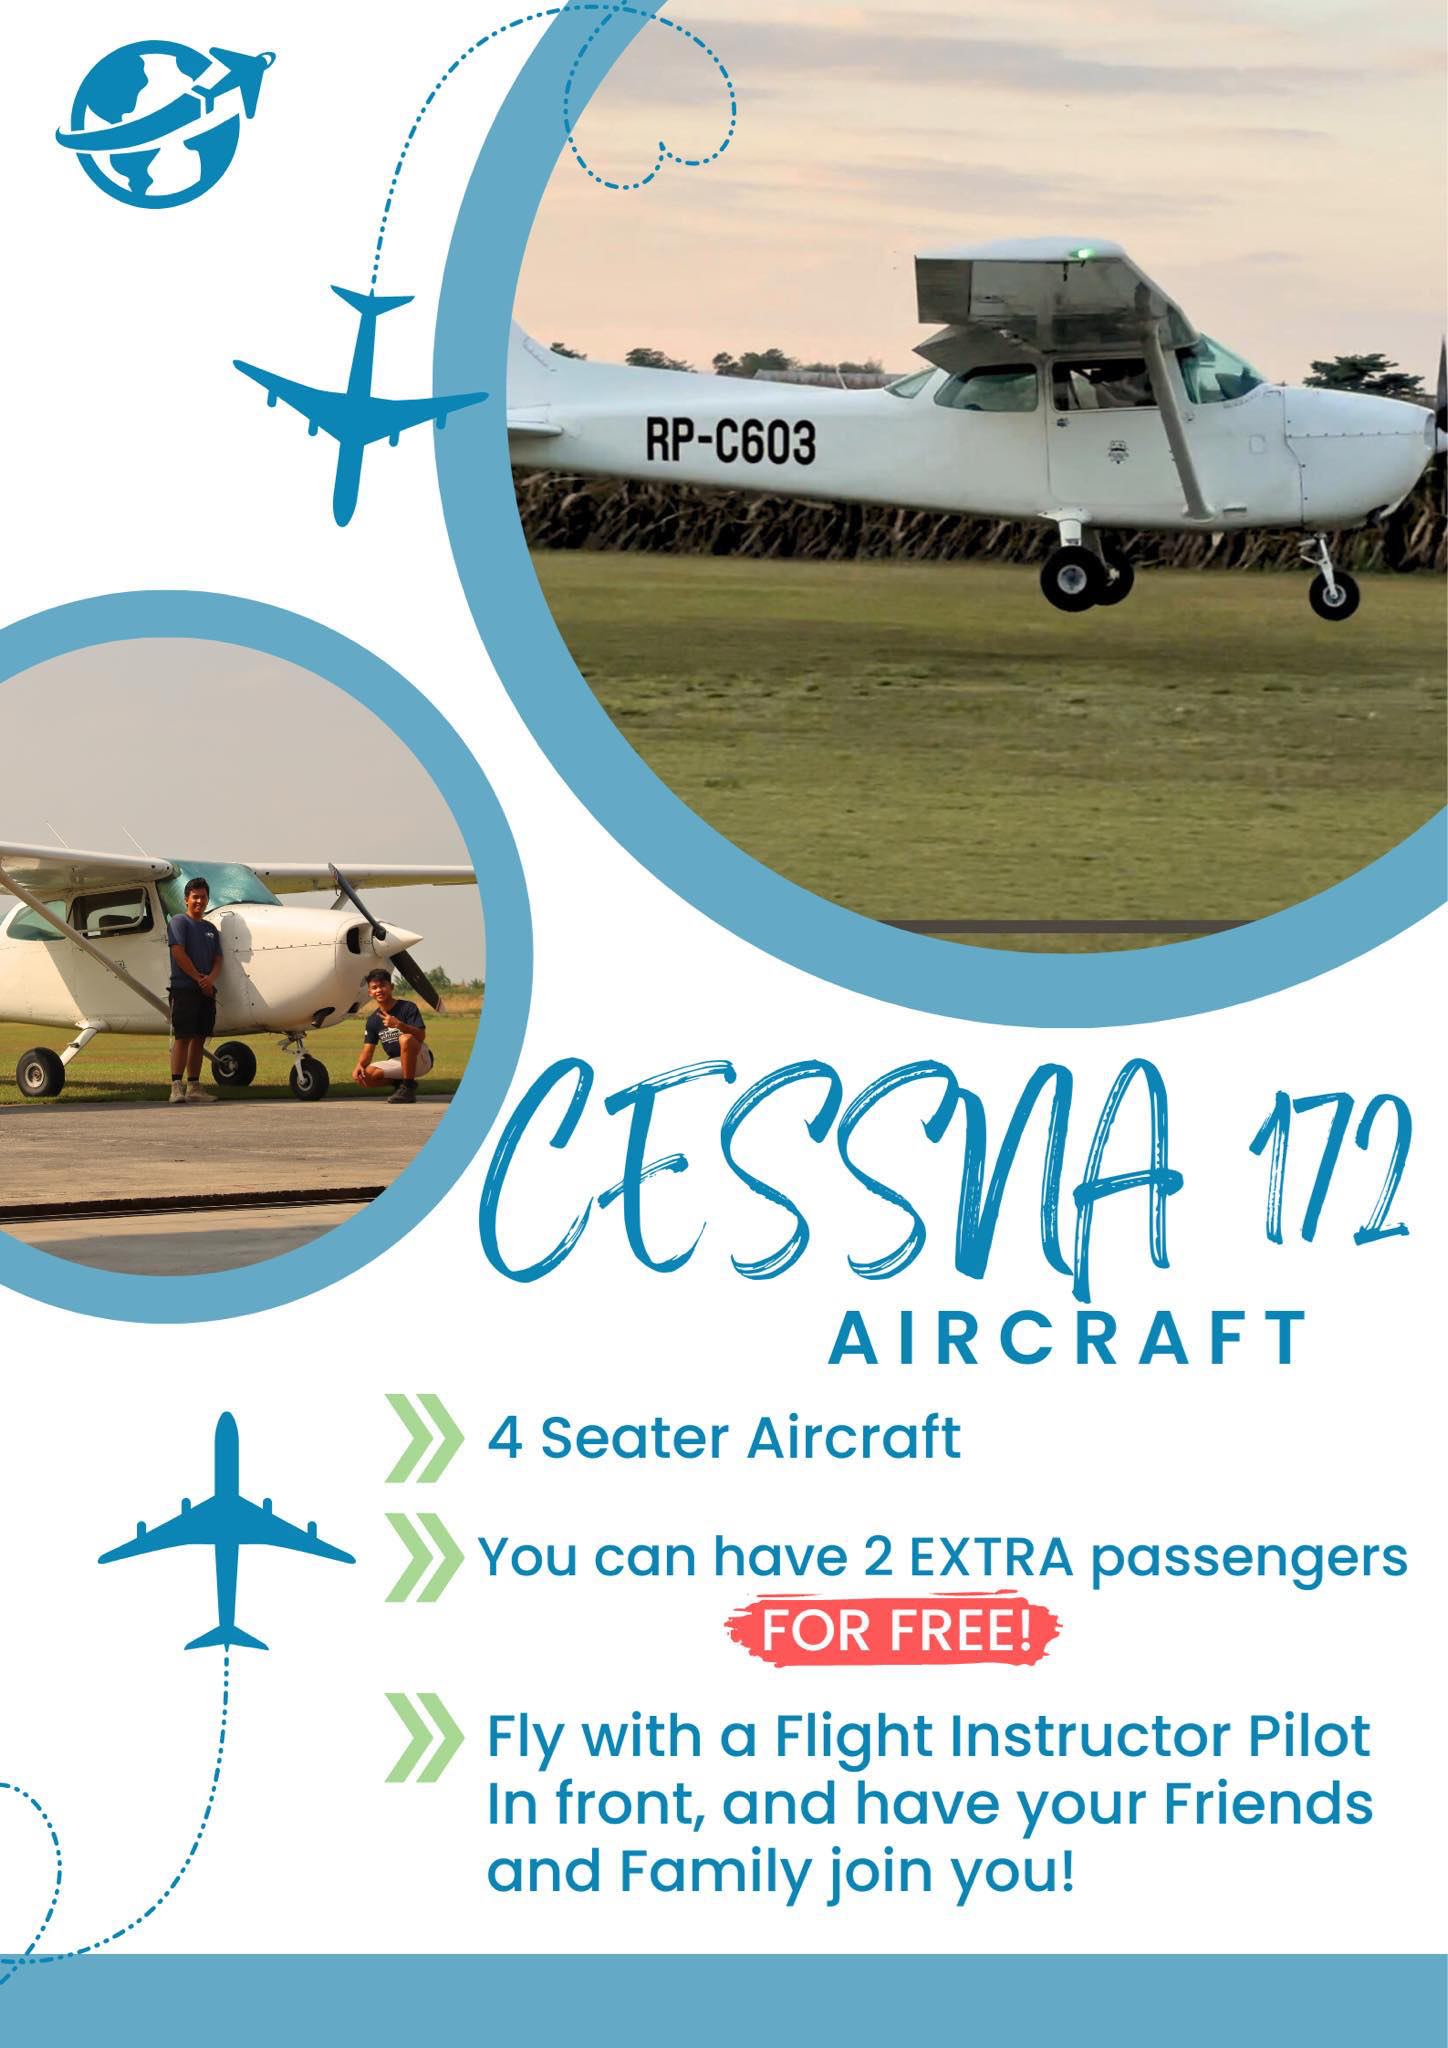 RP-C603
CESSNA 172
AIRCRAFT
4 Seater Aircraft
You can have 2 EXTRA passengers
FOR FREE!
Fly with a Flight Instructor Pilot
In front, and have your Friends
and Family join you!